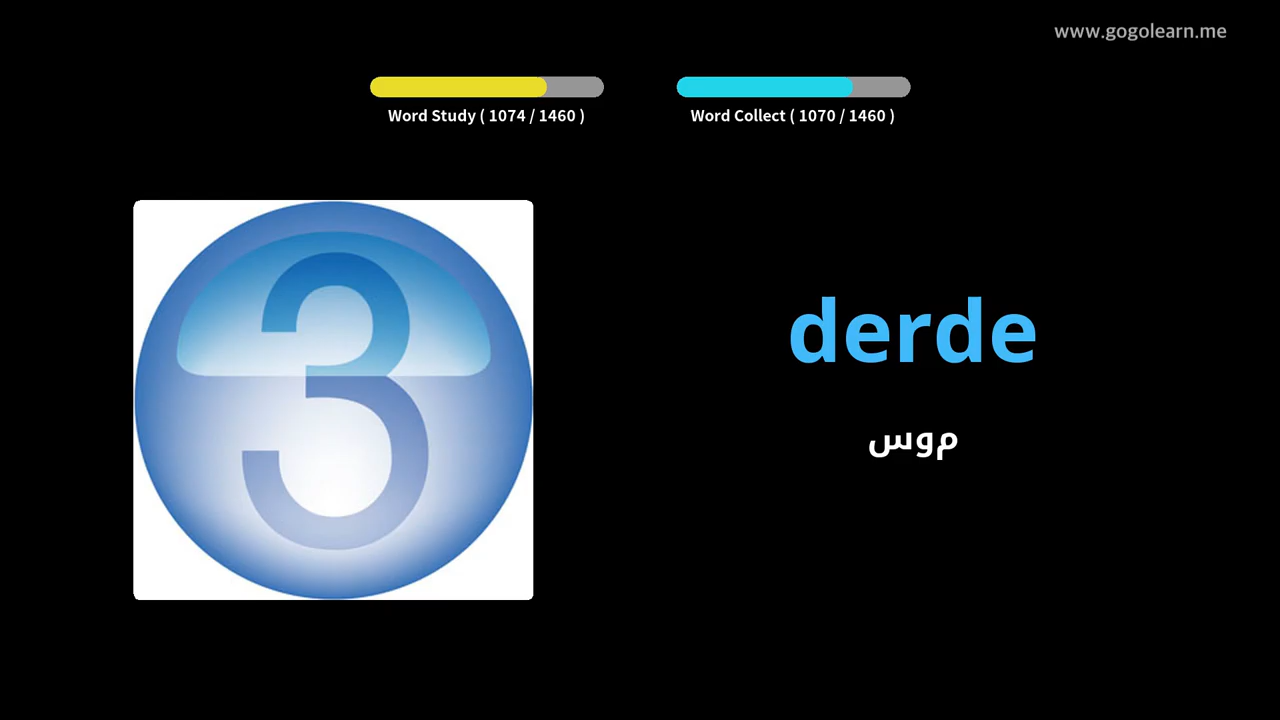 www.gogolearn.me
Word Study ( 1074 / 1460 )
Word Collect ( 1070 / 1460 )
3
derde
موس